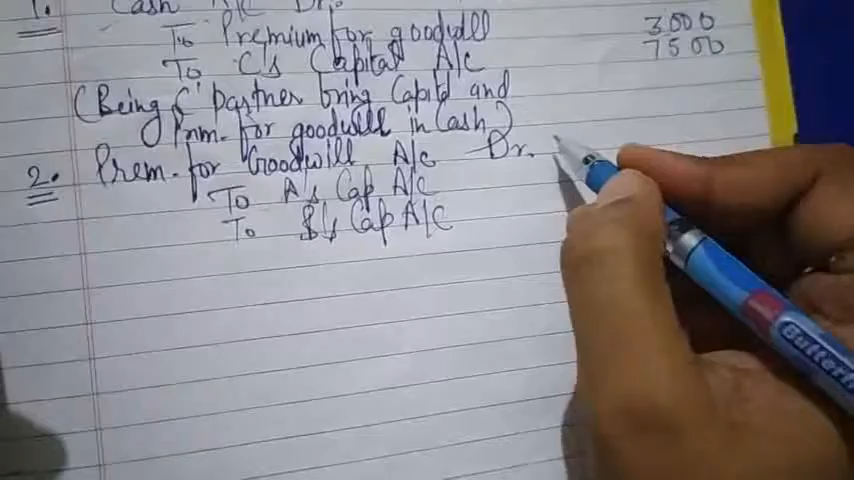 1. Cash A/c Dr.
To Premium for goodwill 3000
To C's Capital A/c 7500
(Being C' partner bring Capital and
Prm. for goodwill in Cash)
2. Prem. for Goodwill A/c Dr.
To A's Cap A/c
To B's Cap A/c
Butterfl